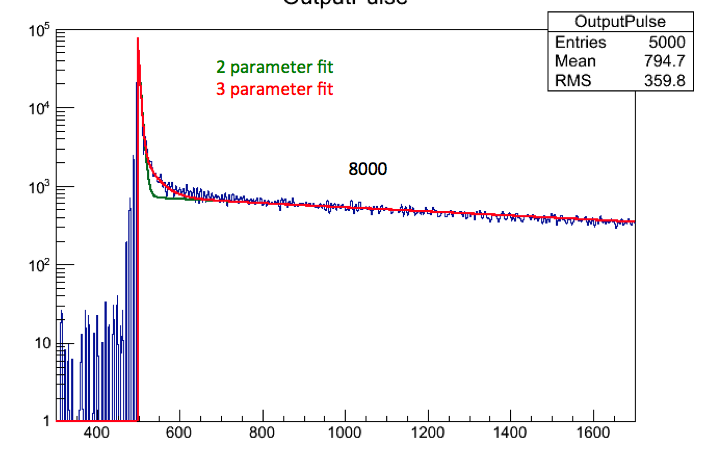 OutputPulse
OutputPulse
Entries 5000
Mean 794.7
RMS 359.8
2 parameter fit
3 parameter fit
8000
10^5
10^4
10^3
10^2
10
1
400 600 800 1000 1200 1400 1600